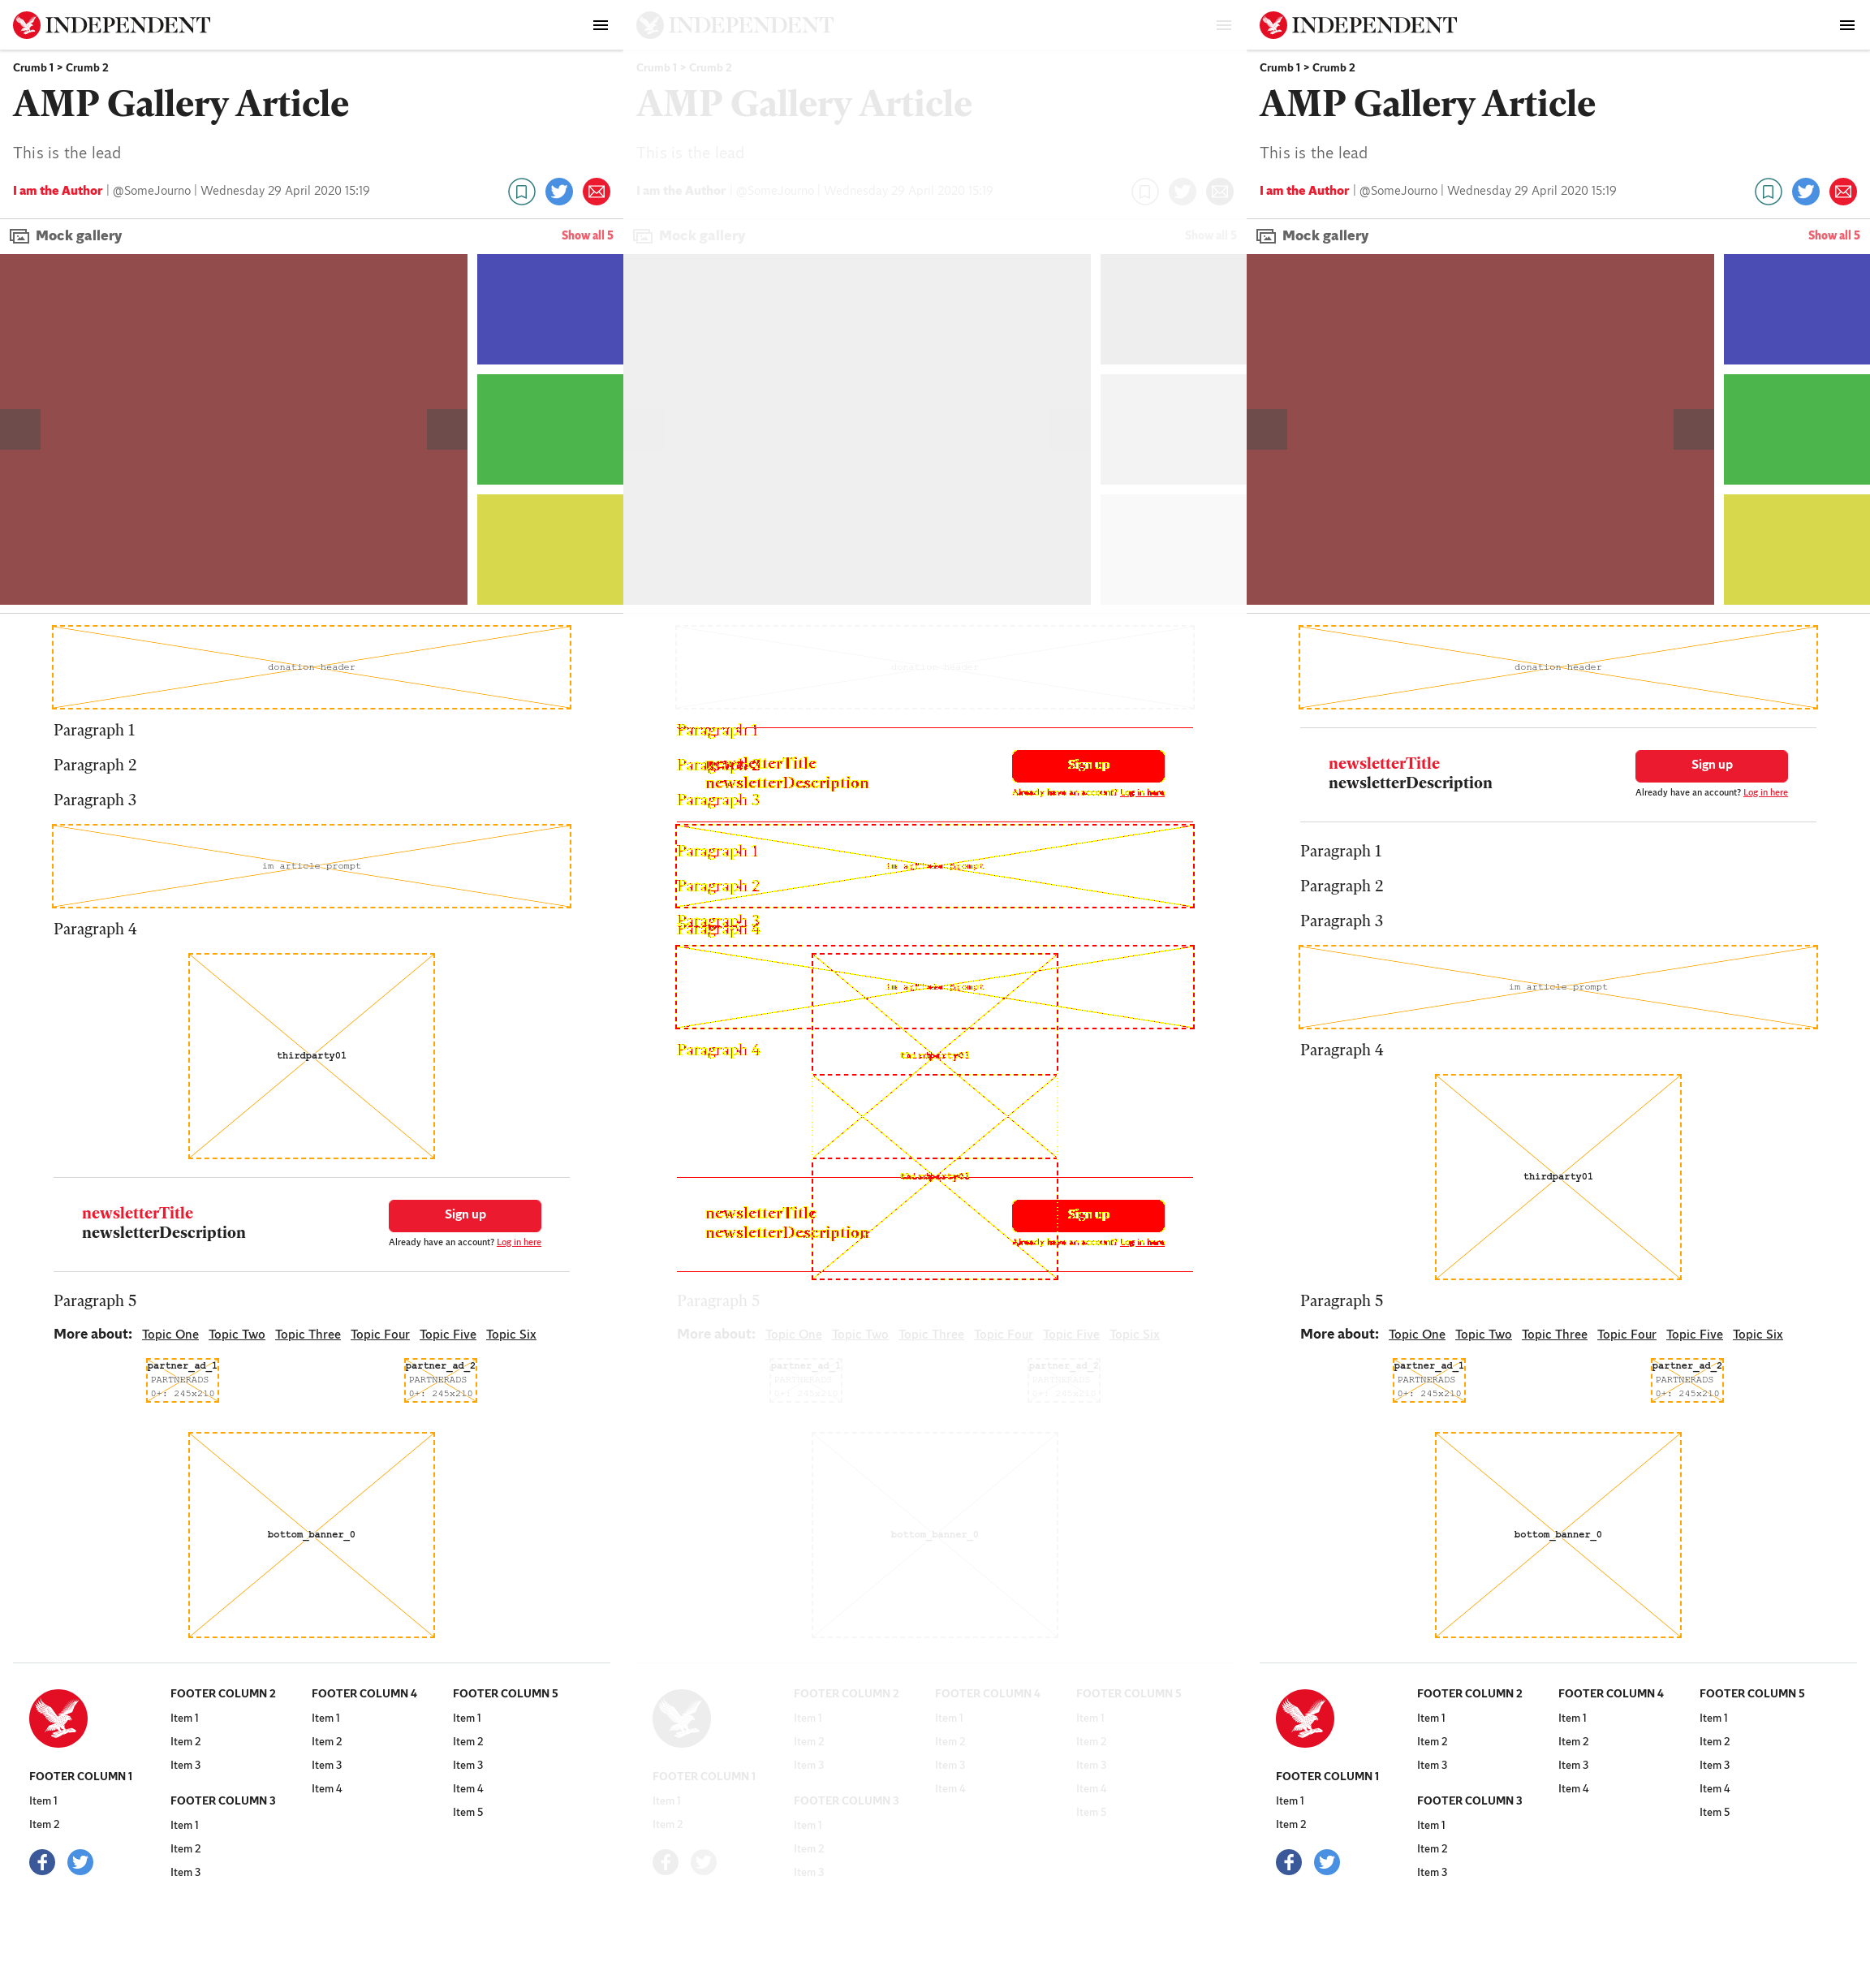 INDEPENDENT
Crumb 1 > Crumb 2
AMP Gallery Article
This is the lead
I am the Author | @SomeJourno | Wednesday 29 April 2020 15:19
Mock gallery
Show all 5
donation header
Paragraph 1
Paragraph 2
Paragraph 3
im article prompt
Paragraph 4
thirdparty01
newsletterTitle
newsletterDescription
Sign up
Already have an account? Log in here
Paragraph 5
More about: Topic One Topic Two Topic Three Topic Four Topic Five Topic Six
partner_ad_1
PARTNERADS
0+: 245x210
partner_ad_2
PARTNERADS
0+: 245x210
bottom_banner_0
FOOTER COLUMN 1
Item 1
Item 2
FOOTER COLUMN 2
Item 1
Item 2
Item 3
FOOTER COLUMN 3
Item 1
Item 2
Item 3
FOOTER COLUMN 4
Item 1
Item 2
Item 3
Item 4
FOOTER COLUMN 5
Item 1
Item 2
Item 3
Item 4
Item 5
INDEPENDENT
Crumb 1 > Crumb 2
AMP Gallery Article
This is the lead
I am the Author | @SomeJourno | Wednesday 29 April 2020 15:19
Mock gallery
Show all 5
donation header
Paragraph 1
Paragraph 2
newsletterTitle
newsletterDescription
Sign up
Already have an account? Log in here
Paragraph 3
Paragraph 1
im article prompt
Paragraph 2
Paragraph 3
Paragraph 4
im article prompt
Paragraph 4
thirdparty01
thirdparty01
newsletterTitle
newsletterDescription
Sign up
Already have an account? Log in here
Paragraph 5
More about: Topic One Topic Two Topic Three Topic Four Topic Five Topic Six
partner_ad_1
PARTNERADS
0+: 245x210
partner_ad_2
PARTNERADS
0+: 245x210
bottom_banner_0
FOOTER COLUMN 1
Item 1
Item 2
FOOTER COLUMN 2
Item 1
Item 2
Item 3
FOOTER COLUMN 3
Item 1
Item 2
Item 3
FOOTER COLUMN 4
Item 1
Item 2
Item 3
Item 4
FOOTER COLUMN 5
Item 1
Item 2
Item 3
Item 4
Item 5
INDEPENDENT
Crumb 1 > Crumb 2
AMP Gallery Article
This is the lead
I am the Author | @SomeJourno | Wednesday 29 April 2020 15:19
Mock gallery
Show all 5
donation header
newsletterTitle
newsletterDescription
Sign up
Already have an account? Log in here
Paragraph 1
Paragraph 2
Paragraph 3
im article prompt
Paragraph 4
thirdparty01
Paragraph 5
More about: Topic One Topic Two Topic Three Topic Four Topic Five Topic Six
partner_ad_1
PARTNERADS
0+: 245x210
partner_ad_2
PARTNERADS
0+: 245x210
bottom_banner_0
FOOTER COLUMN 1
Item 1
Item 2
FOOTER COLUMN 2
Item 1
Item 2
Item 3
FOOTER COLUMN 3
Item 1
Item 2
Item 3
FOOTER COLUMN 4
Item 1
Item 2
Item 3
Item 4
FOOTER COLUMN 5
Item 1
Item 2
Item 3
Item 4
Item 5